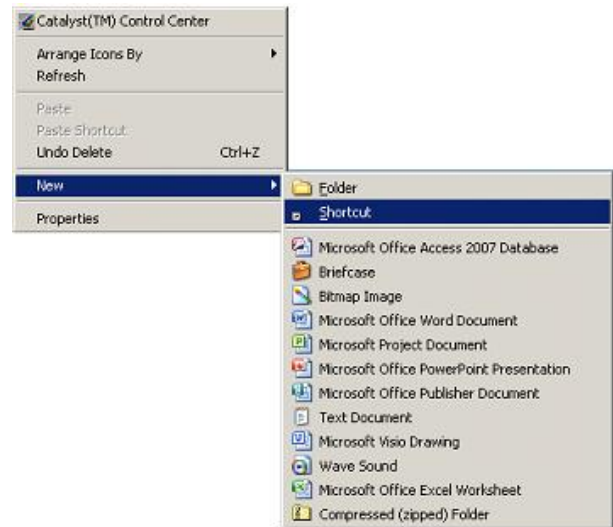 Catalyst(TM) Control Center
Arrange Icons By
Refresh
Paste
Paste Shortcut
Undo Delete Ctrl+Z
New
Properties
Folder
Shortcut
Microsoft Office Access 2007 Database
Briefcase
Bitmap Image
Microsoft Office Word Document
Microsoft Project Document
Microsoft Office PowerPoint Presentation
Microsoft Office Publisher Document
Text Document
Microsoft Visio Drawing
Wave Sound
Microsoft Office Excel Worksheet
Compressed (zipped) Folder